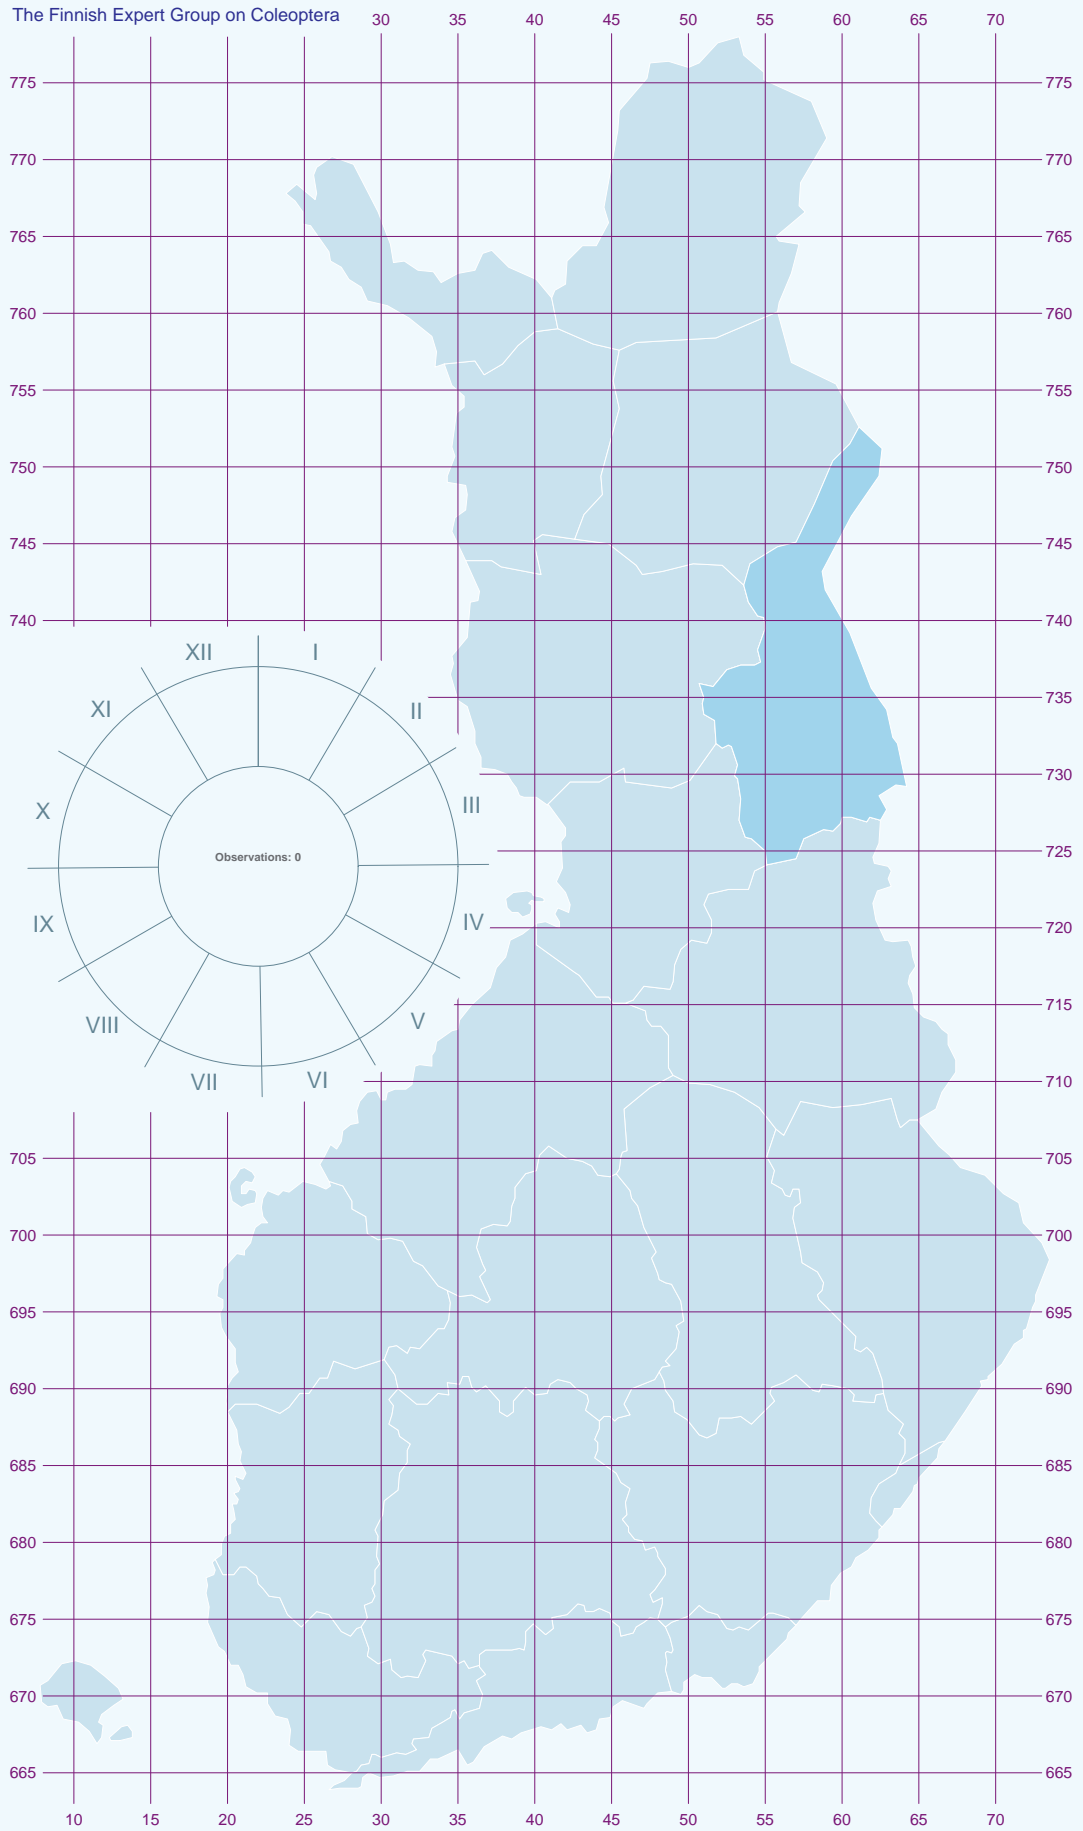 The Finnish Expert Group on Coleoptera
30 40 45 50 55 60 70
775 775
770 770
765 765
760 760
755 755
750 750
745 745
740 740
XII I
XI II
735 735
730
X III
Observations: 0
725
IX IV
720
VIII V
715
VII VI
710
705 705
700 700
695 695
690 690
685 685
680 680
675 675
670 670
665 665
10 15 20 25 30 35 40 45 50 55 60 70